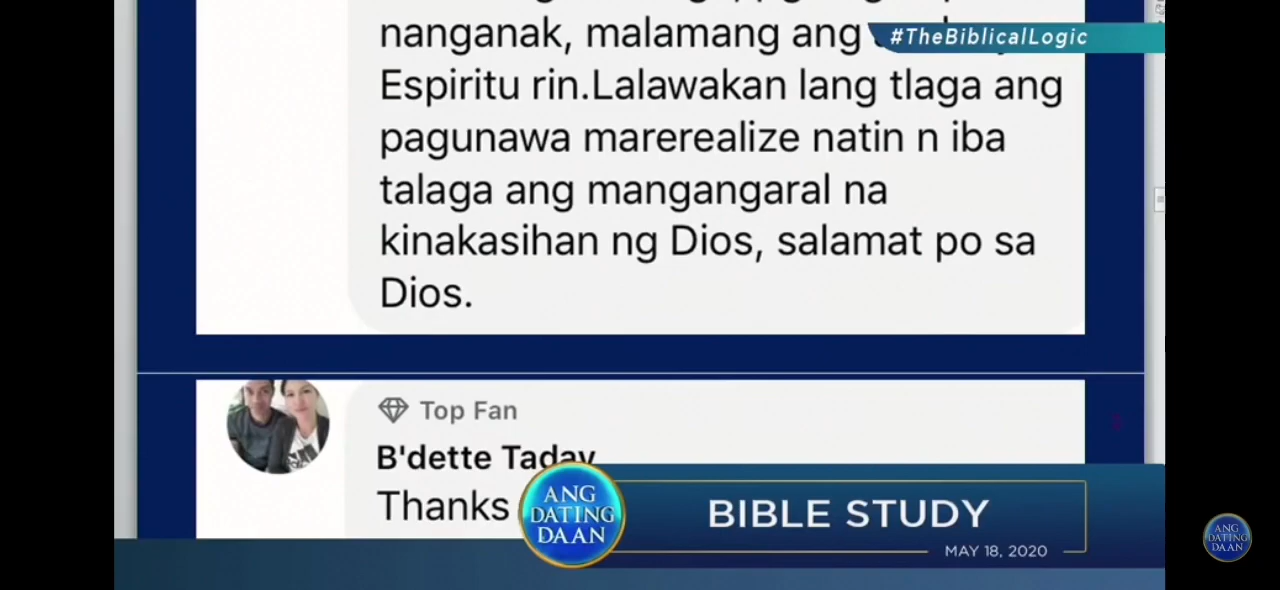 nanganak, malamang ang
#TheBiblicalLogic
Espiritu rin.Lalawakan lang tlaga ang
pagunawa marerealize natin n iba
talaga ang mangangaral na
kinakasihan ng Dios, salamat po sa
Dios.
Top Fan
B'dette Taday
Thanks
ANG
DATING
DAAN
BIBLE STUDY
MAY 18, 2020
ANG
DATING
DAAN